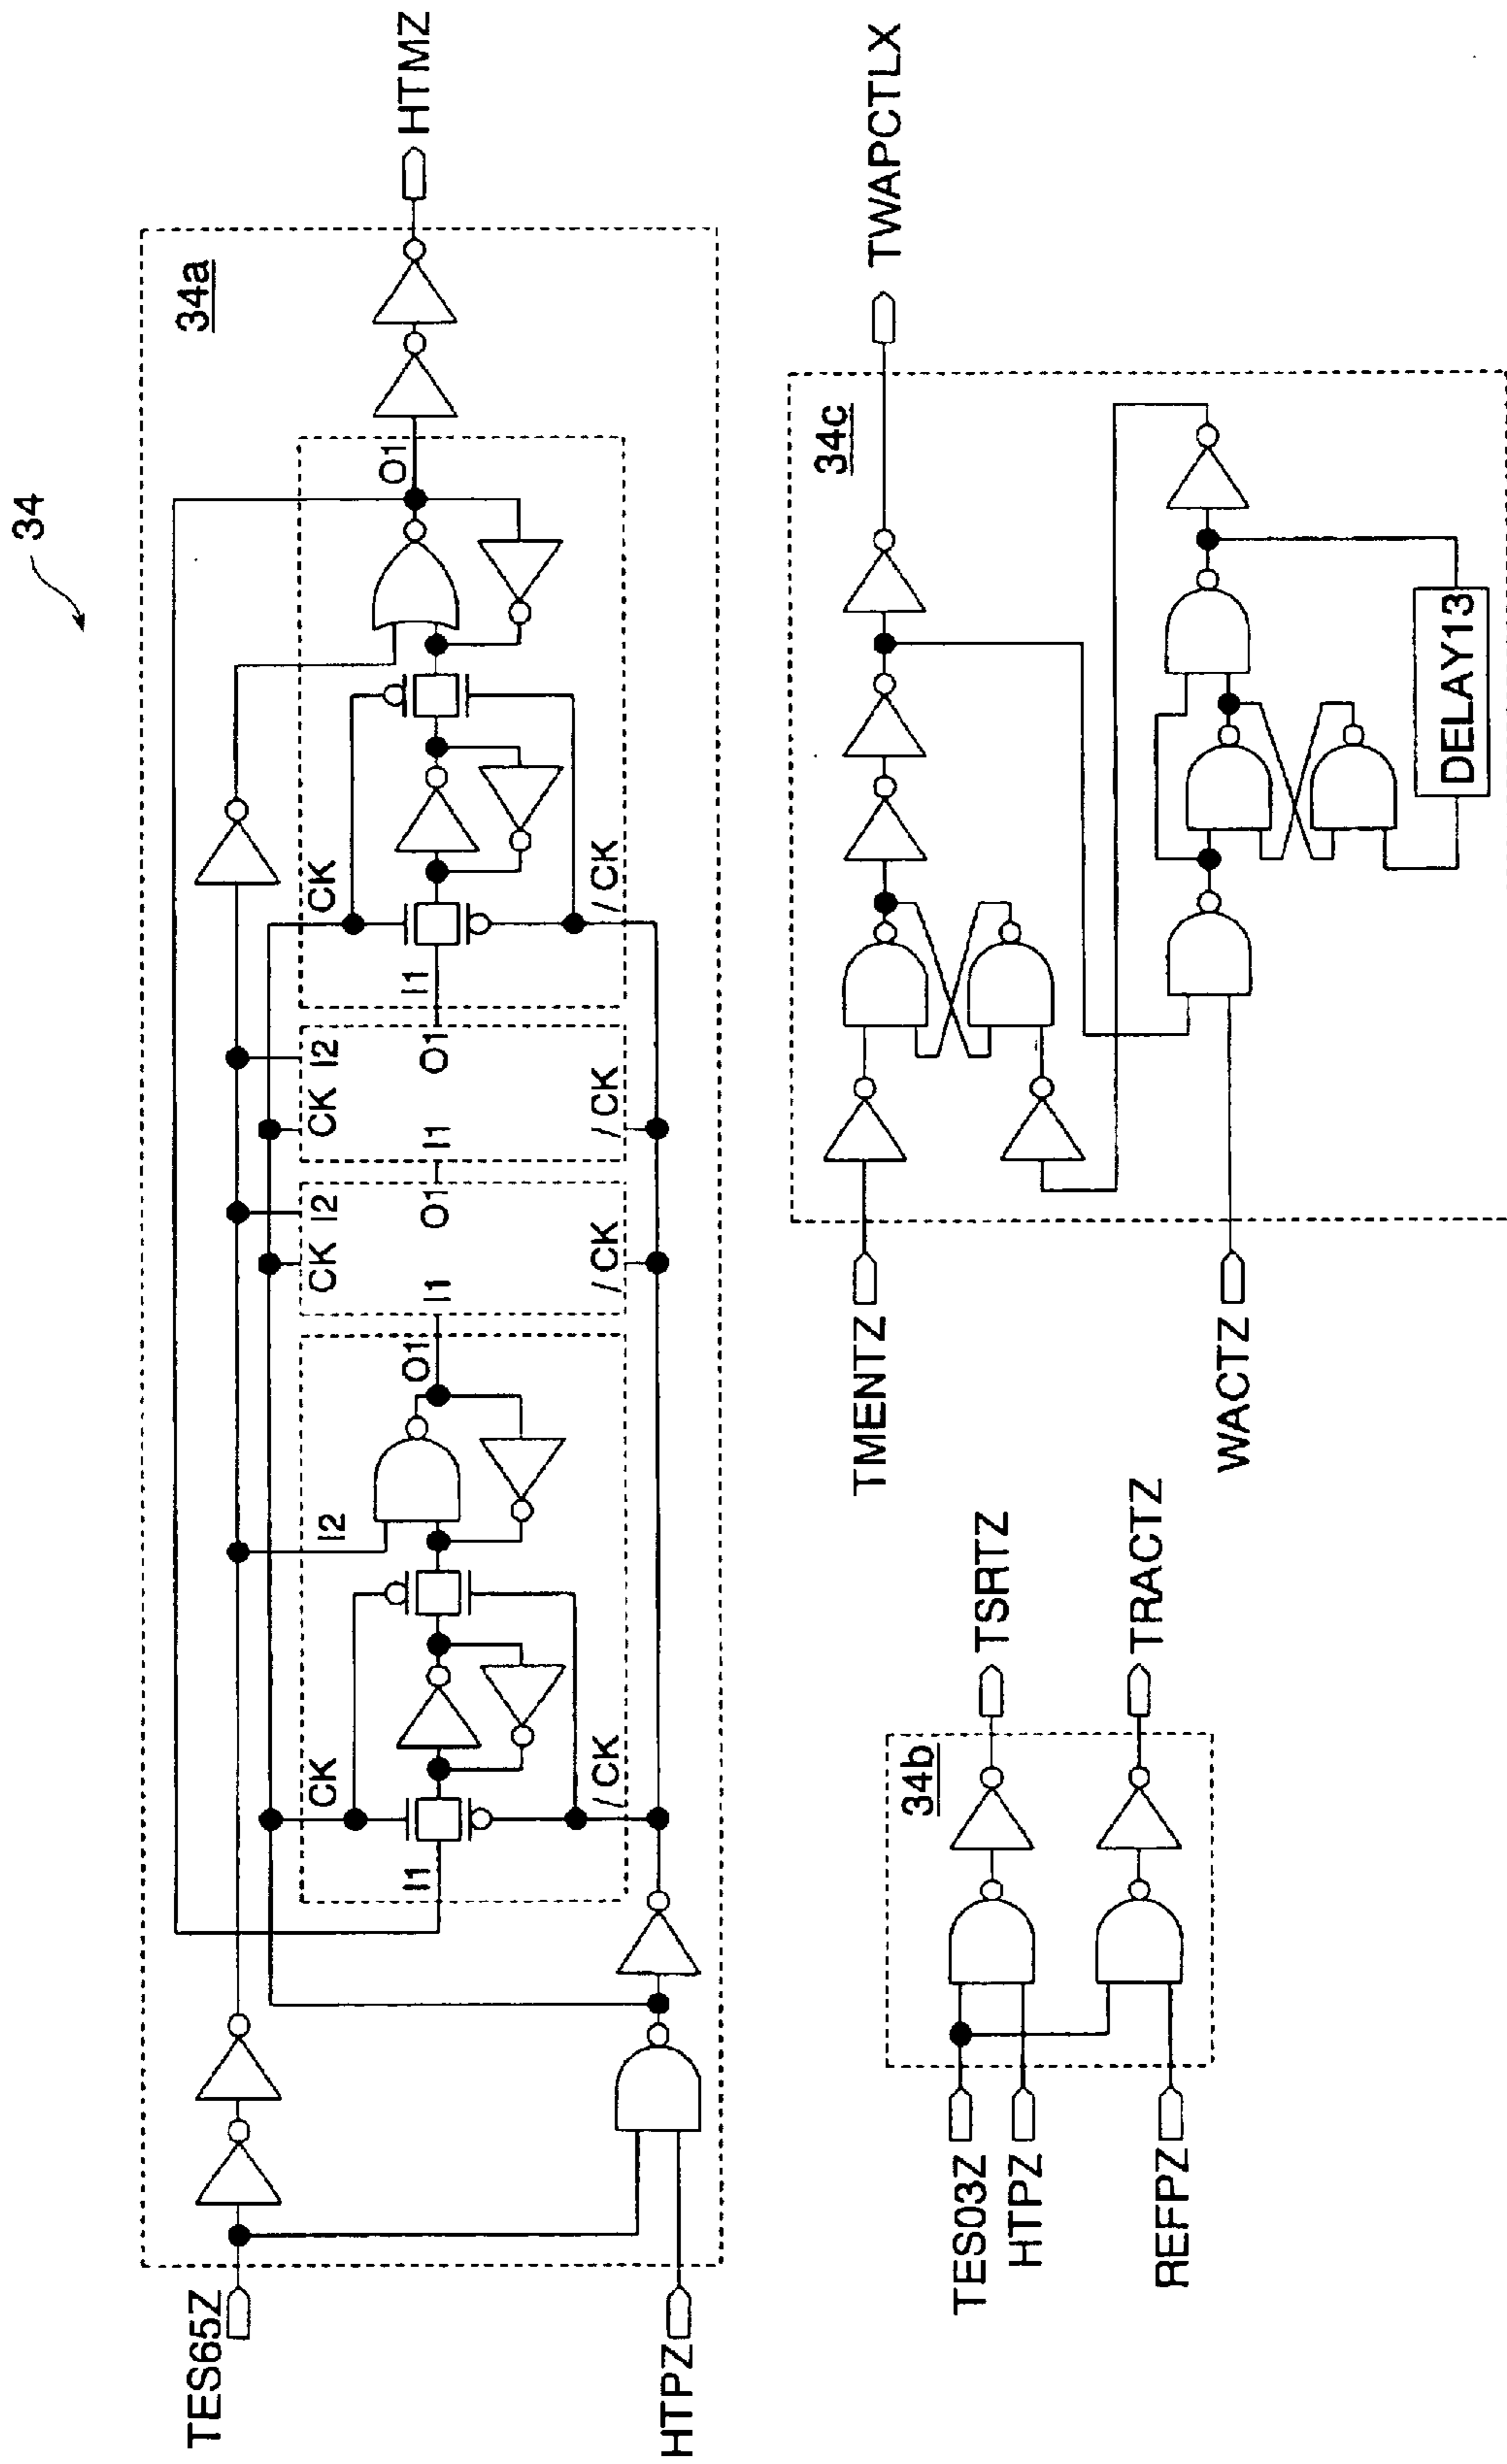 34
34a
TES65Z
HTPZ
HTMZ
CK
/CK
I1
I2
O1
I1
CK
I2
O1
/CK
I1
CK
I2
O1
/CK
I1
CK
/CK
O1
34b
TES03Z
HTPZ
REFPZ
TSRTZ
TRACTZ
34c
TMENTZ
WACTZ
TWAPCTLX
DELAY13